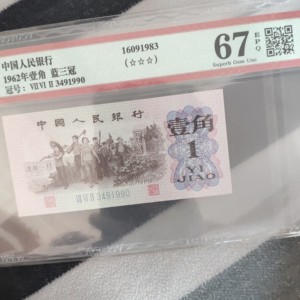 中国人民银行
1962年壹角 蓝三冠
冠号：VII VI II 3491990
16091983
(☆☆☆)
67 EPQ
Superb Gem Unc
中国人民银行
壹角
1
YI JIAO
VII VI II 3491990